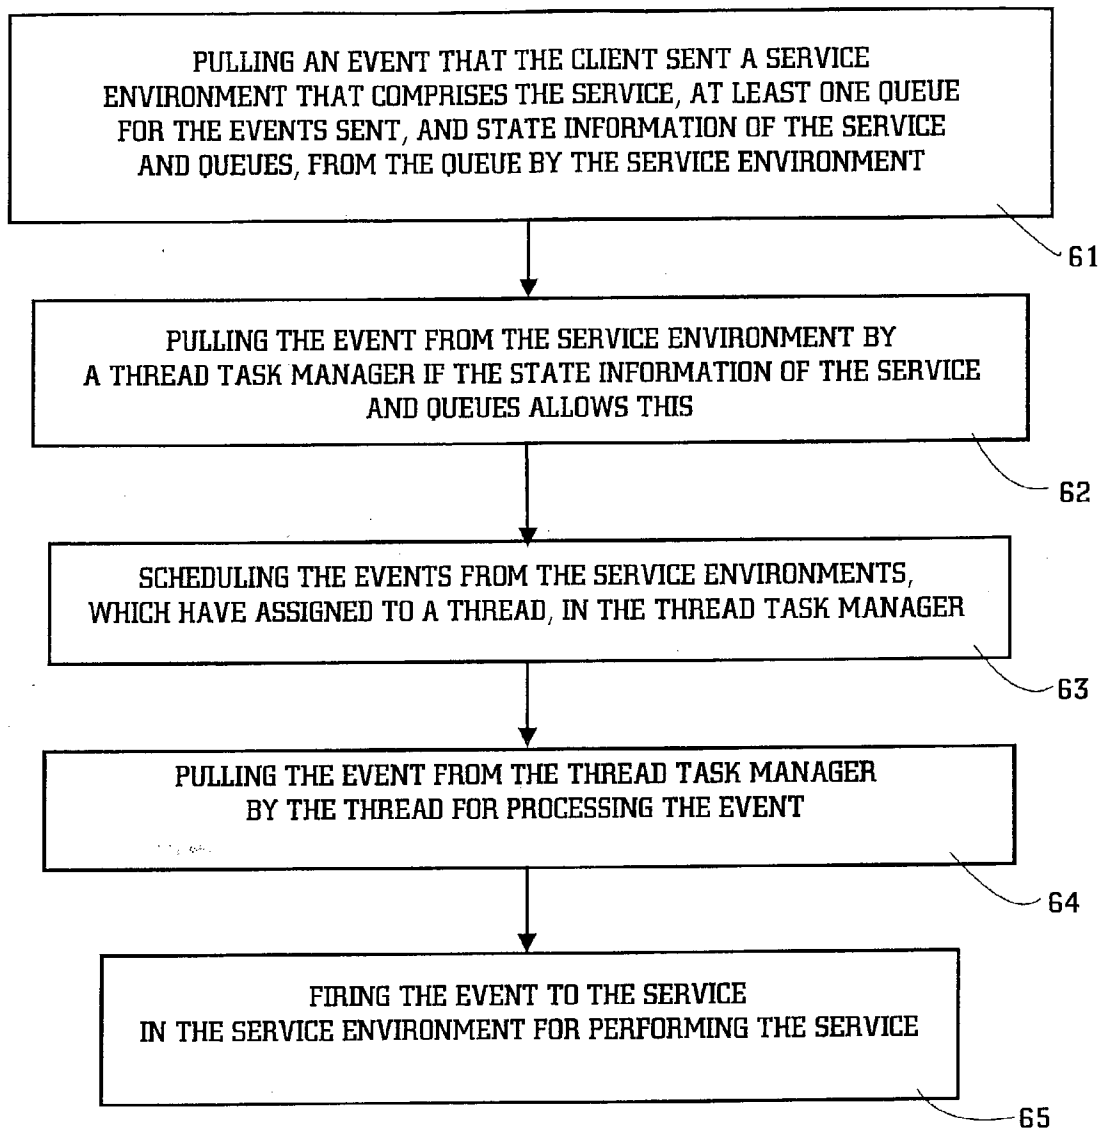 PULLING AN EVENT THAT THE CLIENT SENT A SERVICE
ENVIRONMENT THAT COMPRISES THE SERVICE, AT LEAST ONE QUEUE
FOR THE EVENTS SENT, AND STATE INFORMATION OF THE SERVICE
AND QUEUES, FROM THE QUEUE BY THE SERVICE ENVIRONMENT
61
PULLING THE EVENT FROM THE SERVICE ENVIRONMENT BY
A THREAD TASK MANAGER IF THE STATE INFORMATION OF THE SERVICE
AND QUEUES ALLOWS THIS
62
SCHEDULING THE EVENTS FROM THE SERVICE ENVIRONMENTS,
WHICH HAVE ASSIGNED TO A THREAD, IN THE THREAD TASK MANAGER
63
PULLING THE EVENT FROM THE THREAD TASK MANAGER
BY THE THREAD FOR PROCESSING THE EVENT
64
FIRING THE EVENT TO THE SERVICE
IN THE SERVICE ENVIRONMENT FOR PERFORMING THE SERVICE
65